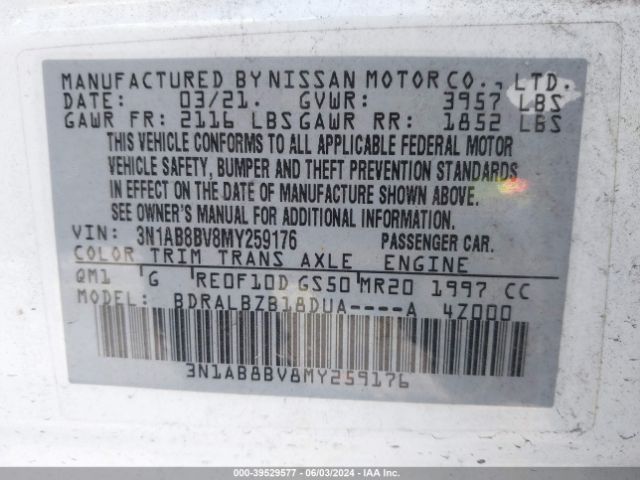 MANUFACTURED BY NISSAN MOTOR CO., LTD.
DATE: 03/21. GVWR: 3957 LBS
GAWR FR: 2116 LBS GAWR RR: 1852 LBS
THIS VEHICLE CONFORMS TO ALL APPLICABLE FEDERAL MOTOR
VEHICLE SAFETY, BUMPER AND THEFT PREVENTION STANDARDS
IN EFFECT ON THE DATE OF MANUFACTURE SHOWN ABOVE.
SEE OWNER'S MANUAL FOR ADDITIONAL INFORMATION.
VIN: 3N1AB8BV8MY259176 PASSENGER CAR.
COLOR TRIM TRANS AXLE ENGINE
QM1 G RE0F10D GS50 MR20 1997 CC
MODEL: BDRALBZB18DUA----A 4Z000
3N1AB8BV8MY259176
000-39529577 - 06/03/2024 - IAA Inc.